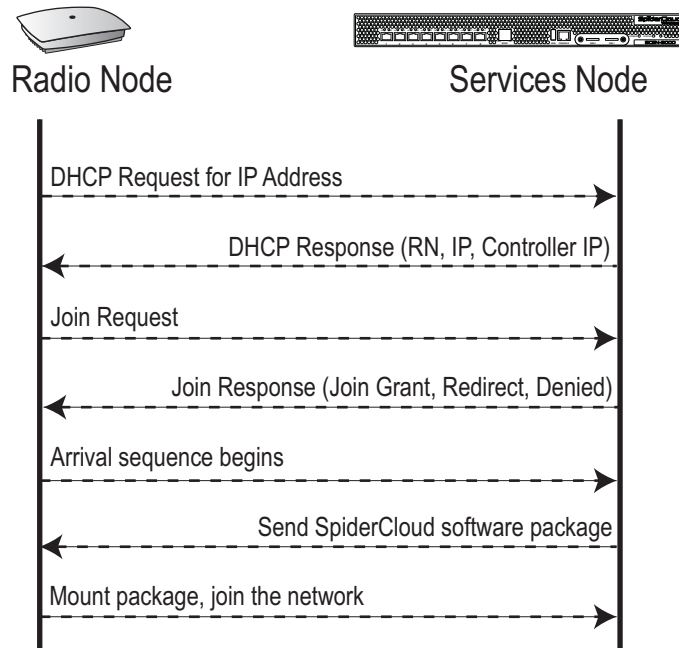 SpiderCloud
Radio Node
Services Node
DHCP Request for IP Address
DHCP Response (RN, IP, Controller IP)
Join Request
Join Response (Join Grant, Redirect, Denied)
Arrival sequence begins
Send SpiderCloud software package
Mount package, join the network